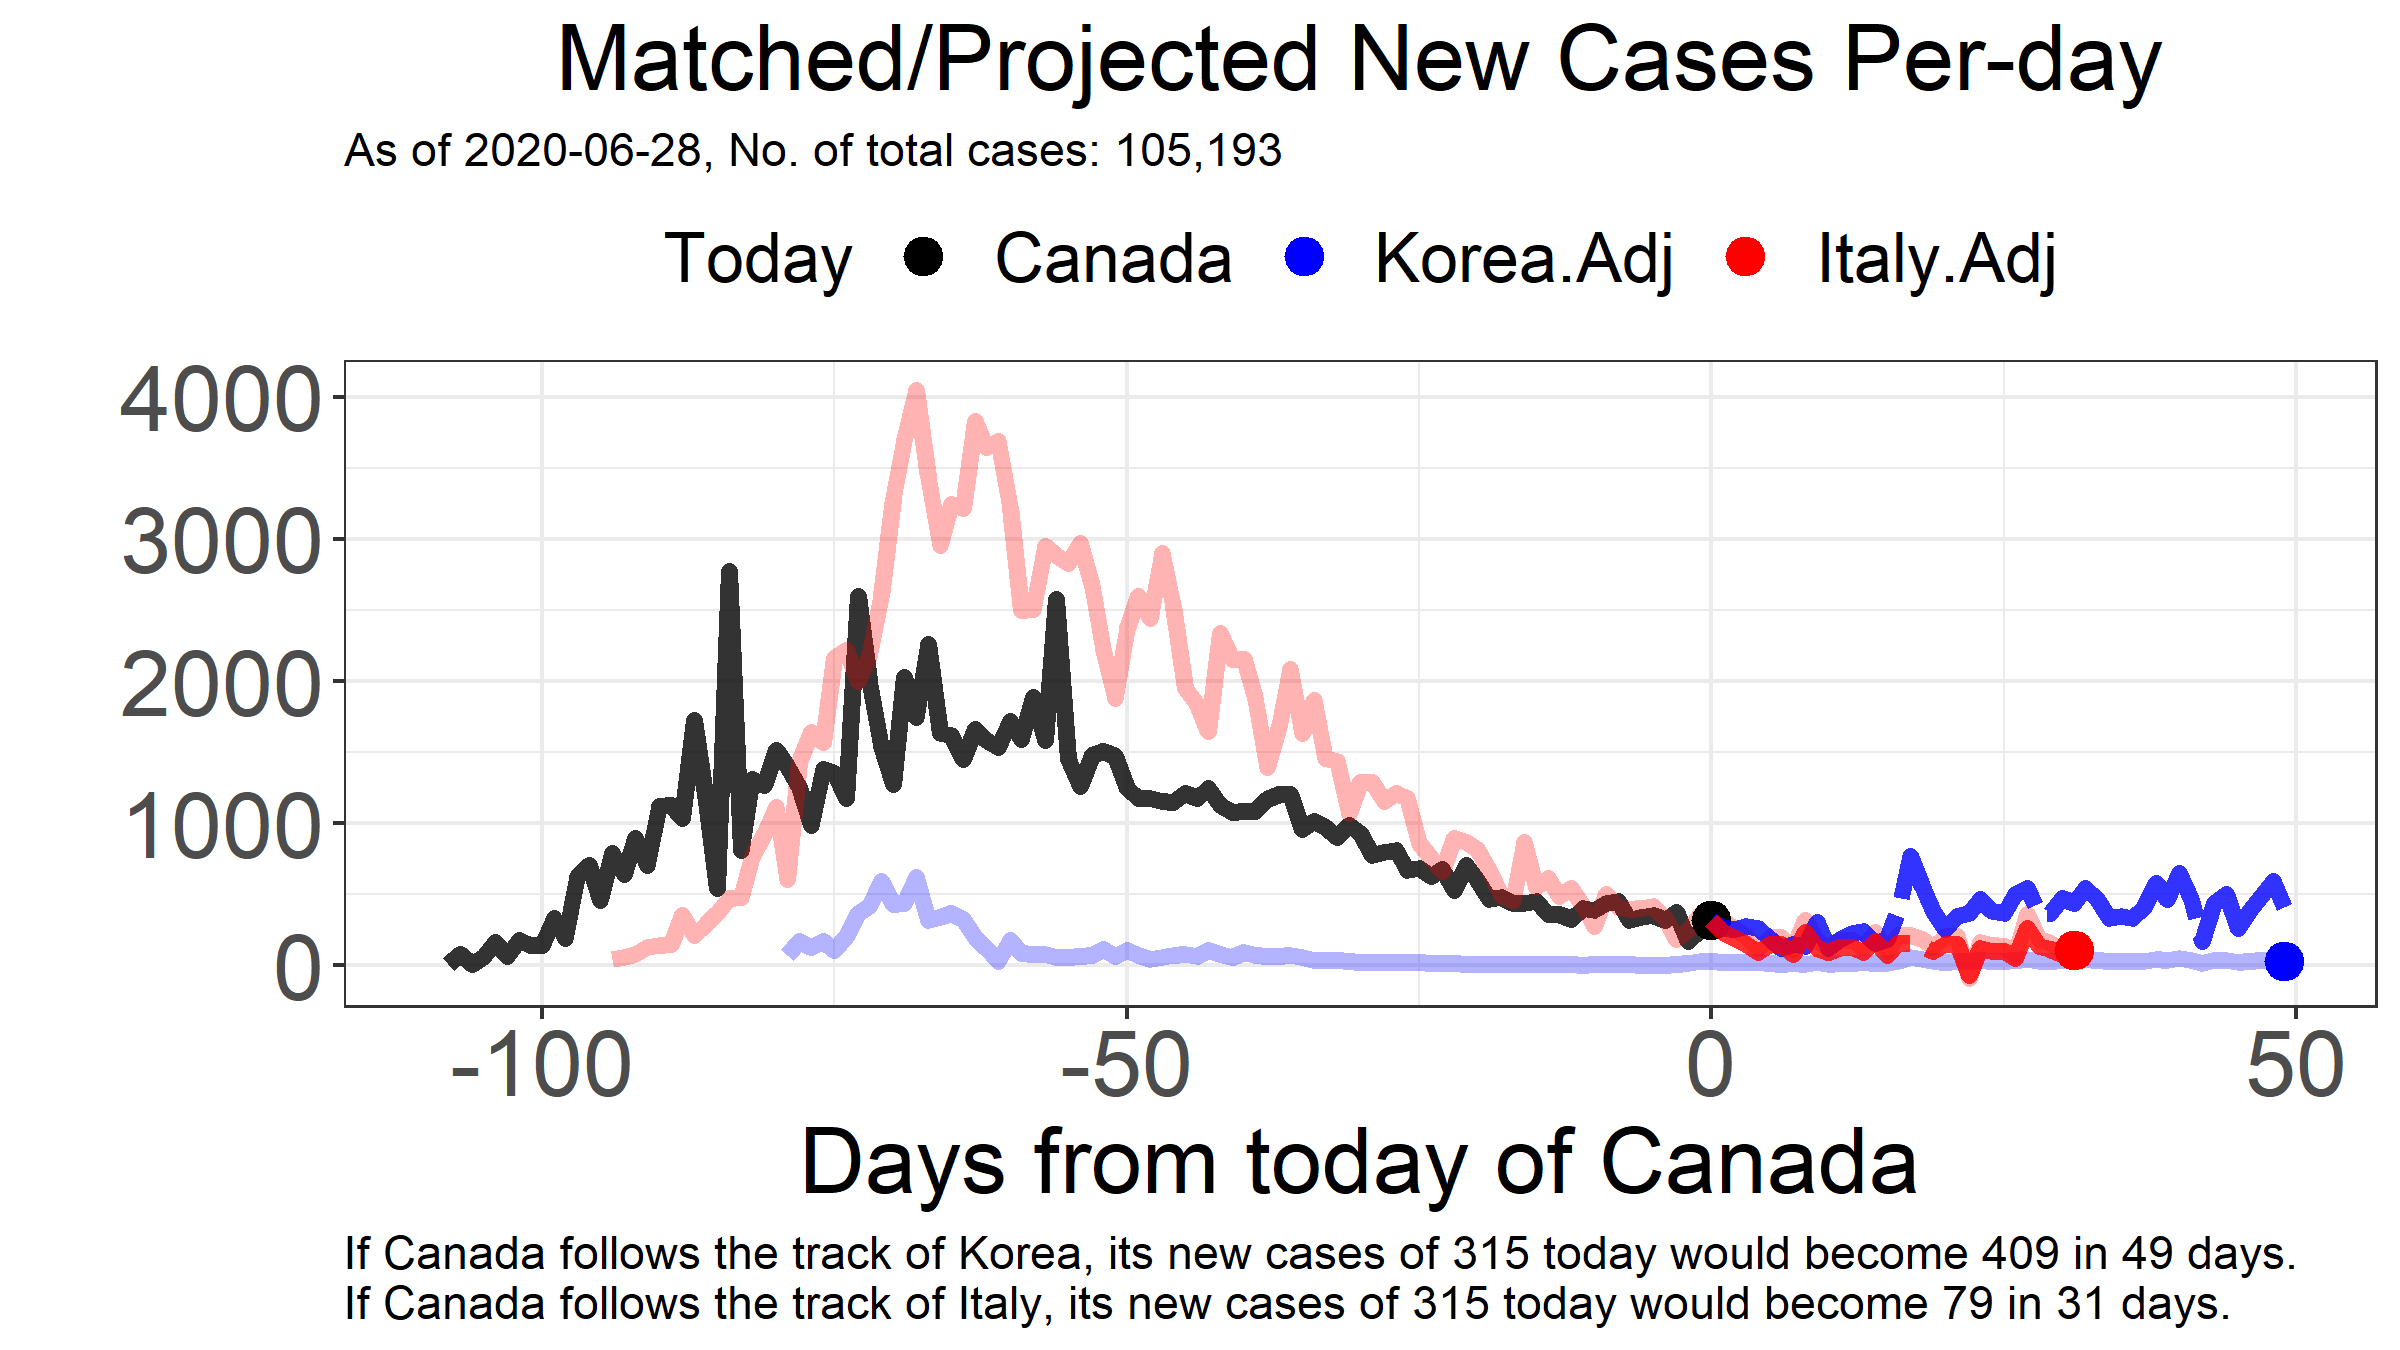 Matched/Projected New Cases Per-day
As of 2020-06-28, No. of total cases: 105,193
Today Canada Korea.Adj Italy.Adj
4000
3000
2000
1000
0
-100 -50 0 50
Days from today of Canada
If Canada follows the track of Korea, its new cases of 315 today would become 409 in 49 days.
If Canada follows the track of Italy, its new cases of 315 today would become 79 in 31 days.